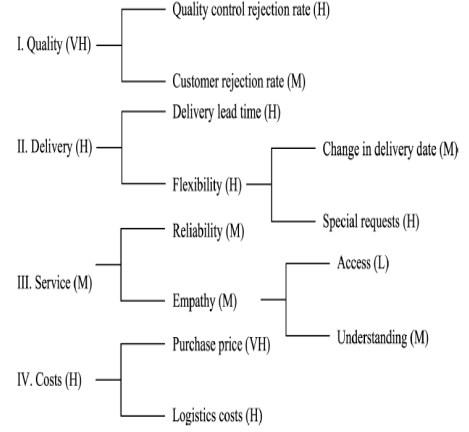 Quality control rejection rate (H)
I. Quality (VH)
Customer rejection rate (M)
Delivery lead time (H)
II. Delivery (H)
Change in delivery date (M)
Flexibility (H)
Special requests (H)
Reliability (M)
III. Service (M)
Access (L)
Empathy (M)
Understanding (M)
Purchase price (VH)
IV. Costs (H)
Logistics costs (H)